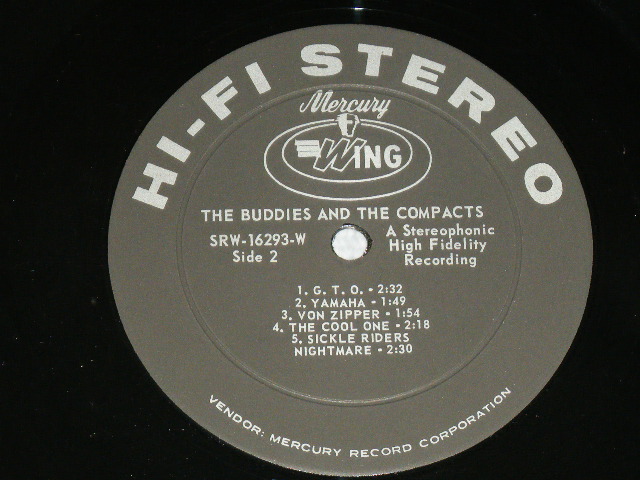 HI-FI STEREO
Mercury
WING
THE BUDDIES AND THE COMPACTS
SRW-16293-W
Side 2
A Stereophonic
High Fidelity
Recording
1. G. T. O. - 2:32
2. YAMAHA - 1:49
3. VON ZIPPER - 1:54
4. THE COOL ONE - 2:18
5. SICKLE RIDERS
NIGHTMARE - 2:30
VENDOR: MERCURY RECORD CORPORATION